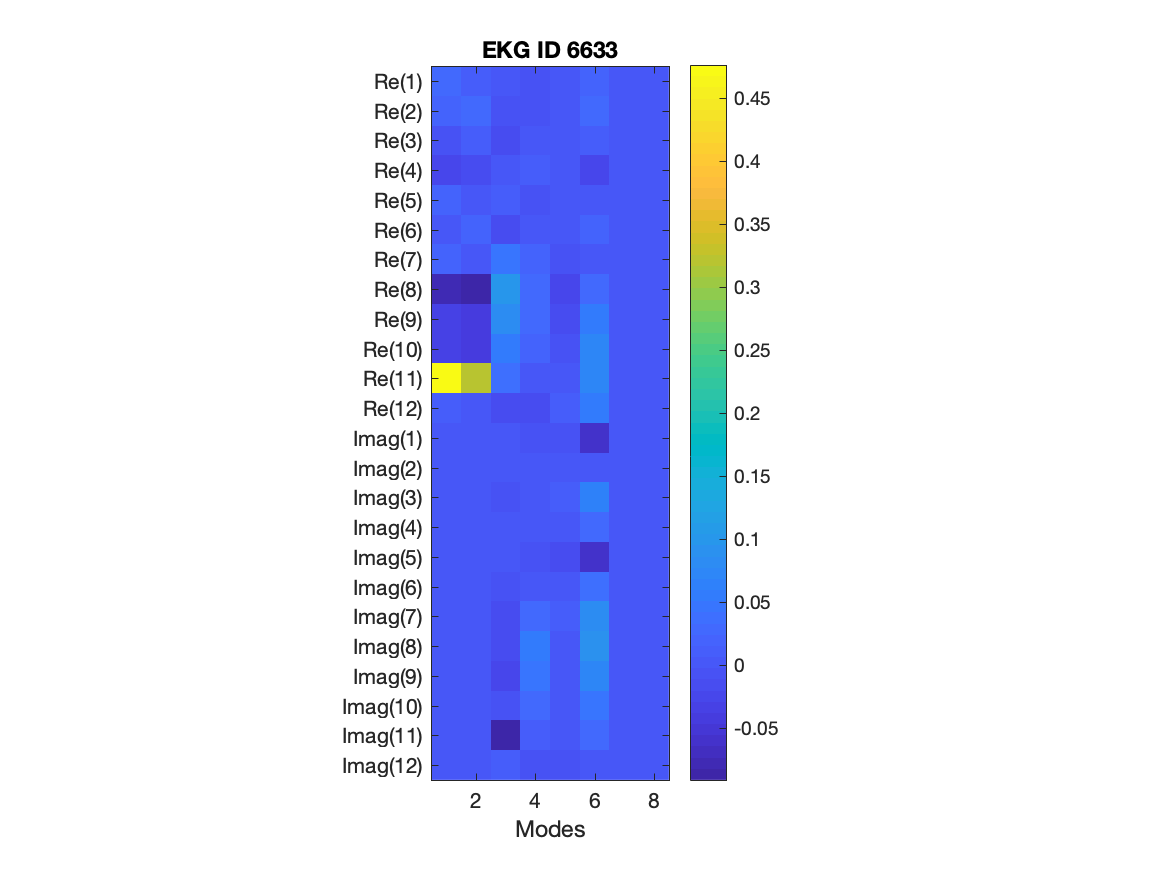 EKG ID 6633
Re(1)
Re(2)
Re(3)
Re(4)
Re(5)
Re(6)
Re(7)
Re(8)
Re(9)
Re(10)
Re(11)
Re(12)
Imag(1)
Imag(2)
Imag(3)
Imag(4)
Imag(5)
Imag(6)
Imag(7)
Imag(8)
Imag(9)
Imag(10)
Imag(11)
Imag(12)
2 4 6 8
Modes
0.45
0.4
0.35
0.3
0.25
0.2
0.15
0.1
0.05
0
-0.05